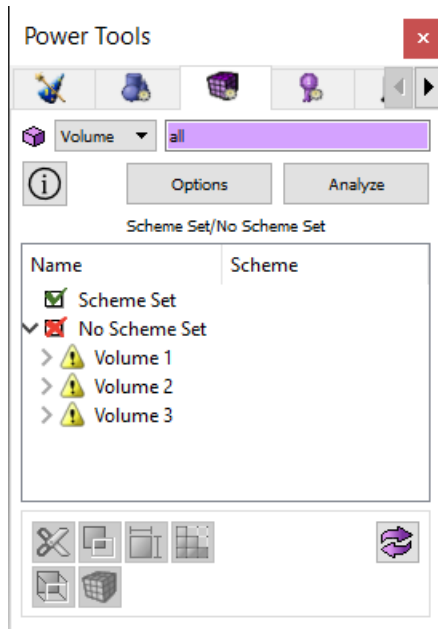 Power Tools
Volume all
Options Analyze
Scheme Set/No Scheme Set
Name Scheme
Scheme Set
No Scheme Set
Volume 1
Volume 2
Volume 3